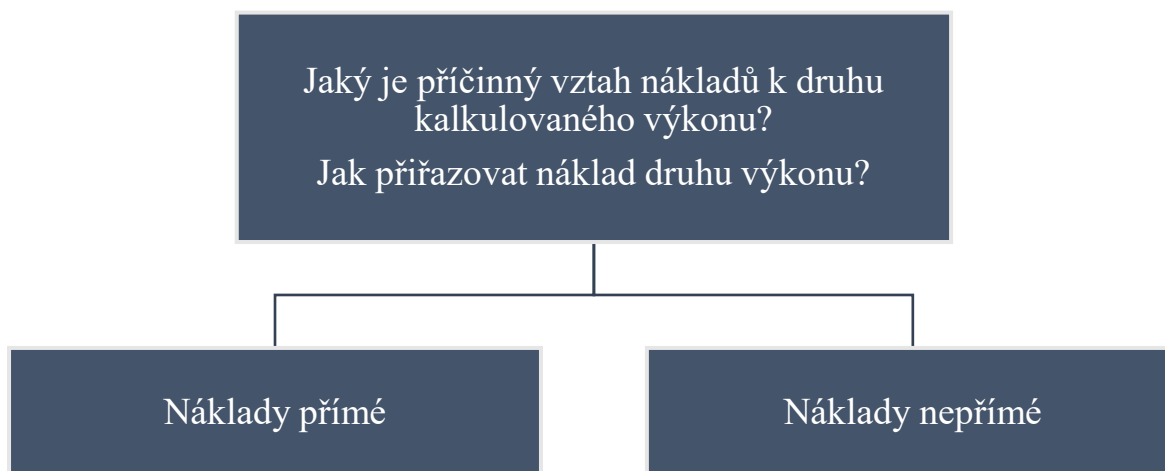 Jaký je příčinný vztah nákladů k druhu
kalkulovaného výkonu?
Jak přiřazovat náklad druhu výkonu?
Náklady přímé
Náklady nepřímé